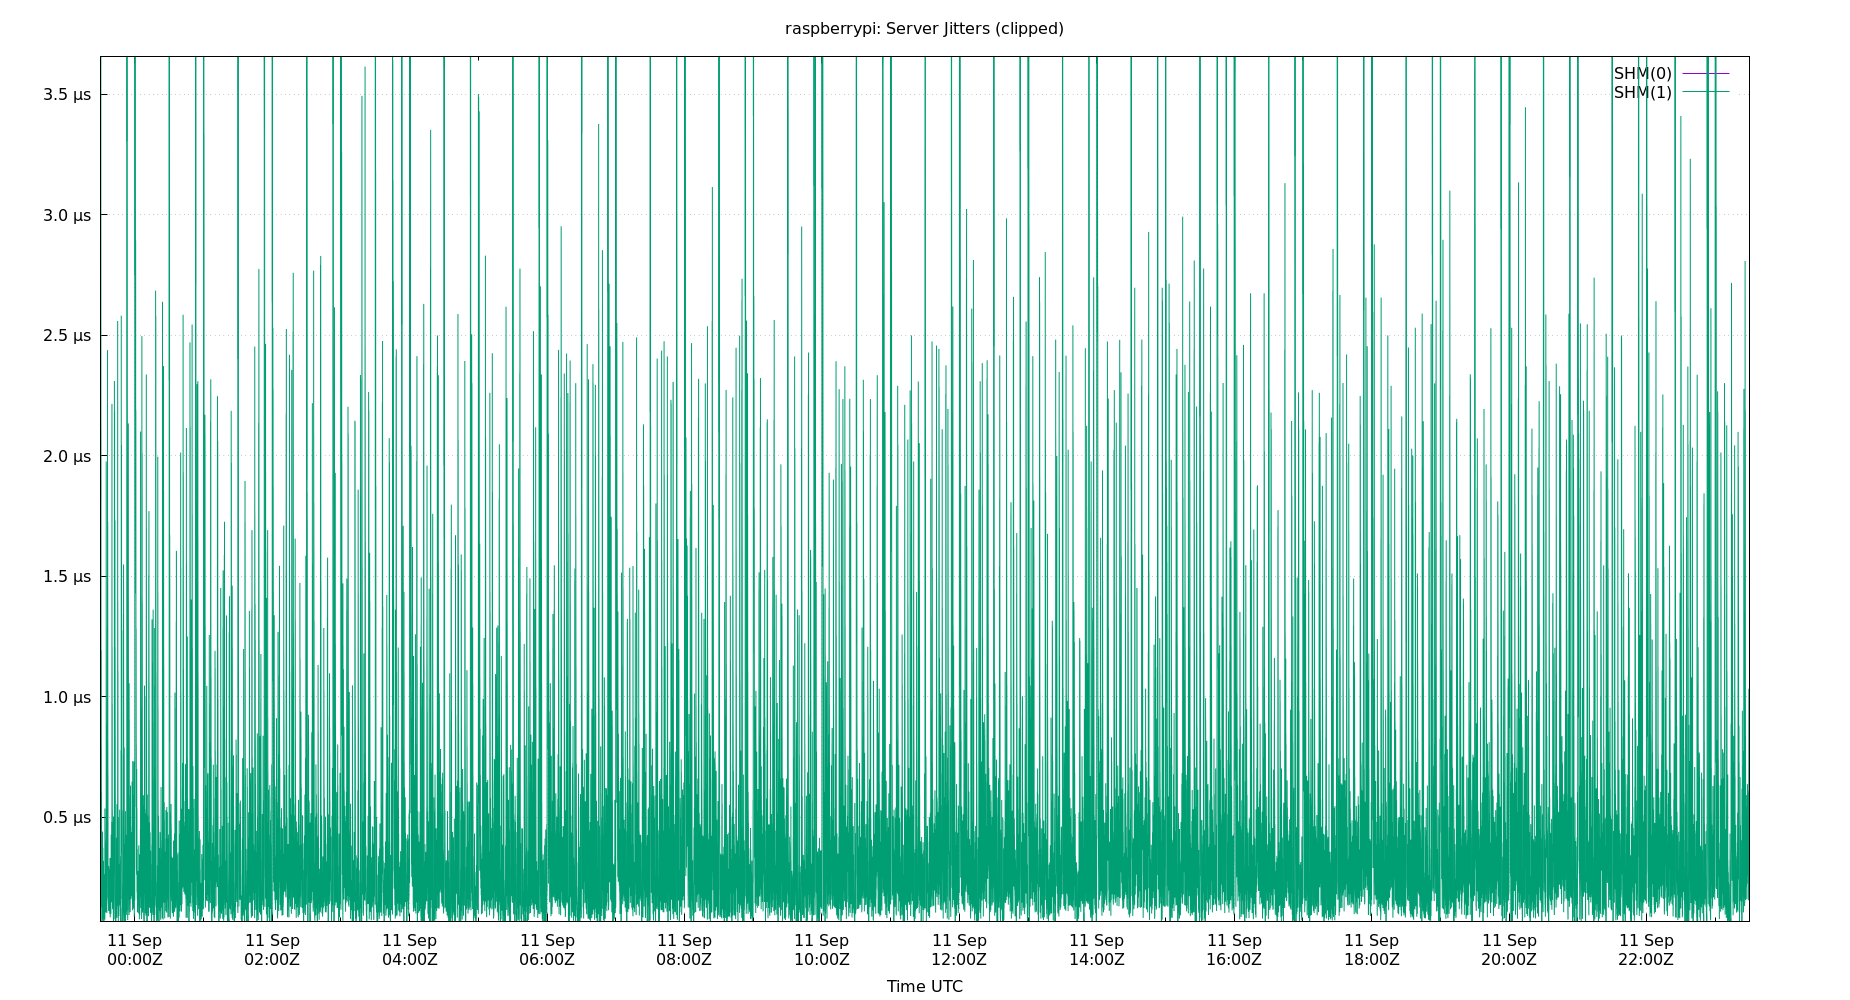 raspberrypi: Server Jitters (clipped)
SHM(0)
SHM(1)
3.5 µs
3.0 µs
2.5 µs
2.0 µs
1.5 µs
1.0 µs
0.5 µs
11 Sep 11 Sep 11 Sep 11 Sep 11 Sep 11 Sep 11 Sep 11 Sep 11 Sep 11 Sep 11 Sep 11 Sep
00:00Z 02:00Z 04:00Z 06:00Z 08:00Z 10:00Z 12:00Z 14:00Z 16:00Z 18:00Z 20:00Z 22:00Z
Time UTC